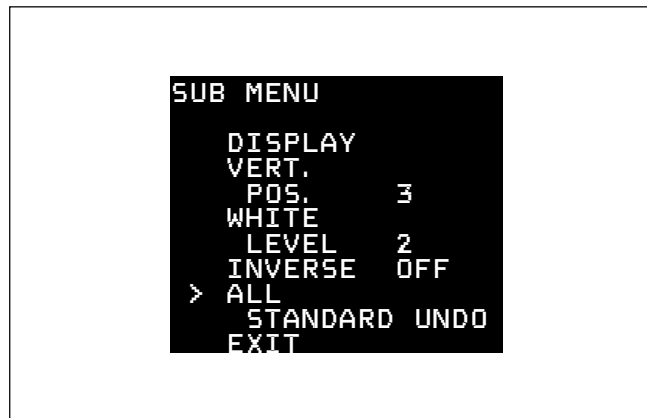 SUB MENU
DISPLAY
VERT.
POS. 3
WHITE
LEVEL 2
INVERSE OFF
> ALL
STANDARD UNDO
EXIT